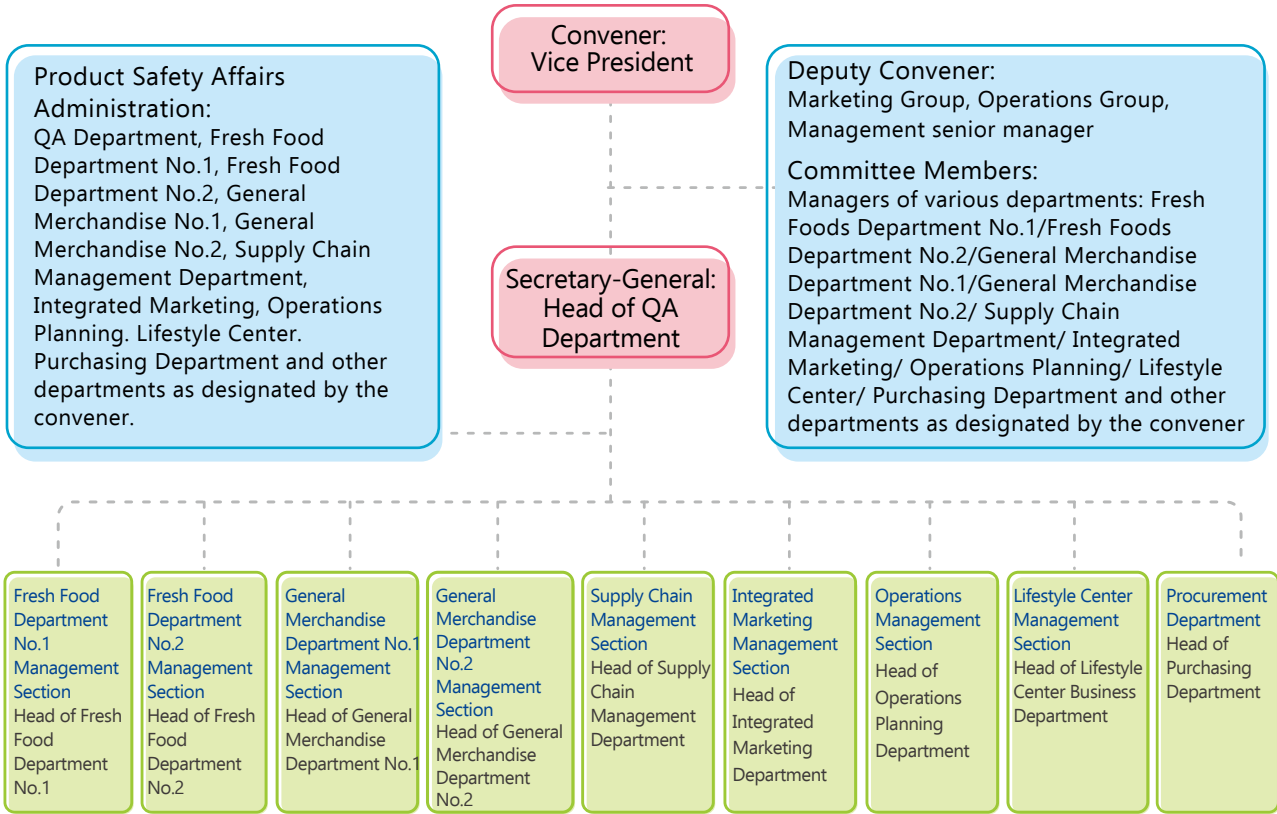 Convener:
Vice President
Product Safety Affairs
Administration:
QA Department, Fresh Food
Department No.1, Fresh Food
Department No.2, General
Merchandise No.1, General
Merchandise No.2, Supply Chain
Management Department,
Integrated Marketing, Operations
Planning. Lifestyle Center.
Purchasing Department and other
departments as designated by the
convener.
Deputy Convener:
Marketing Group, Operations Group,
Management senior manager
Committee Members:
Managers of various departments: Fresh
Foods Department No.1/Fresh Foods
Department No.2/General Merchandise
Department No.1/General Merchandise
Department No.2/ Supply Chain
Management Department/ Integrated
Marketing/ Operations Planning/ Lifestyle
Center/ Purchasing Department and other
departments as designated by the convener
Secretary-General:
Head of QA
Department
Fresh Food
Department
No.1
Management
Section
Head of Fresh
Food
Department
No.1
Fresh Food
Department
No.2
Management
Section
Head of Fresh
Food
Department
No.2
General
Merchandise
Department No.1
Management
Section
Head of General
Merchandise
Department No.1
General
Merchandise
Department
No.2
Management
Section
Head of General
Merchandise
Department
No.2
Supply Chain
Management
Section
Head of Supply
Chain
Management
Department
Integrated
Marketing
Management
Section
Head of
Integrated
Marketing
Department
Operations
Management
Section
Head of
Operations
Planning
Department
Lifestyle Center
Management
Section
Head of Lifestyle
Center Business
Department
Procurement
Department
Head of
Purchasing
Department